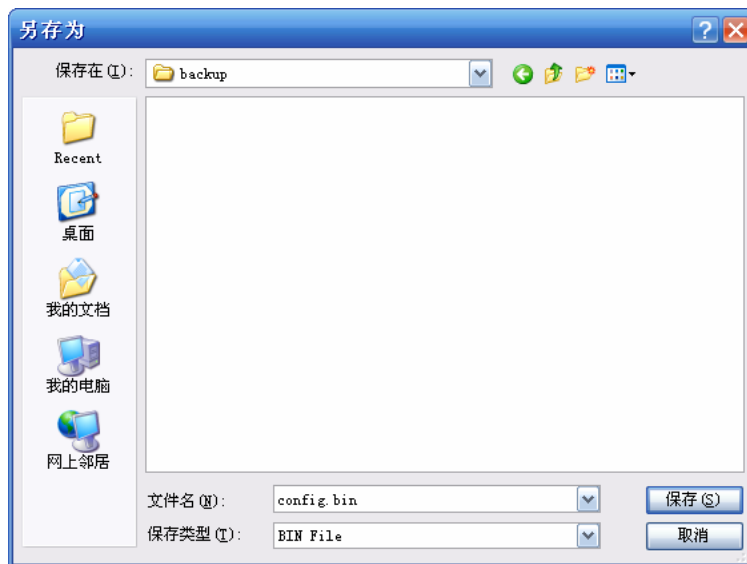 另存为
保存在(I): backup
Recent
桌面
我的文档
我的电脑
网上邻居
文件名(N): config.bin 保存(S)
保存类型(T): BIN File 取消